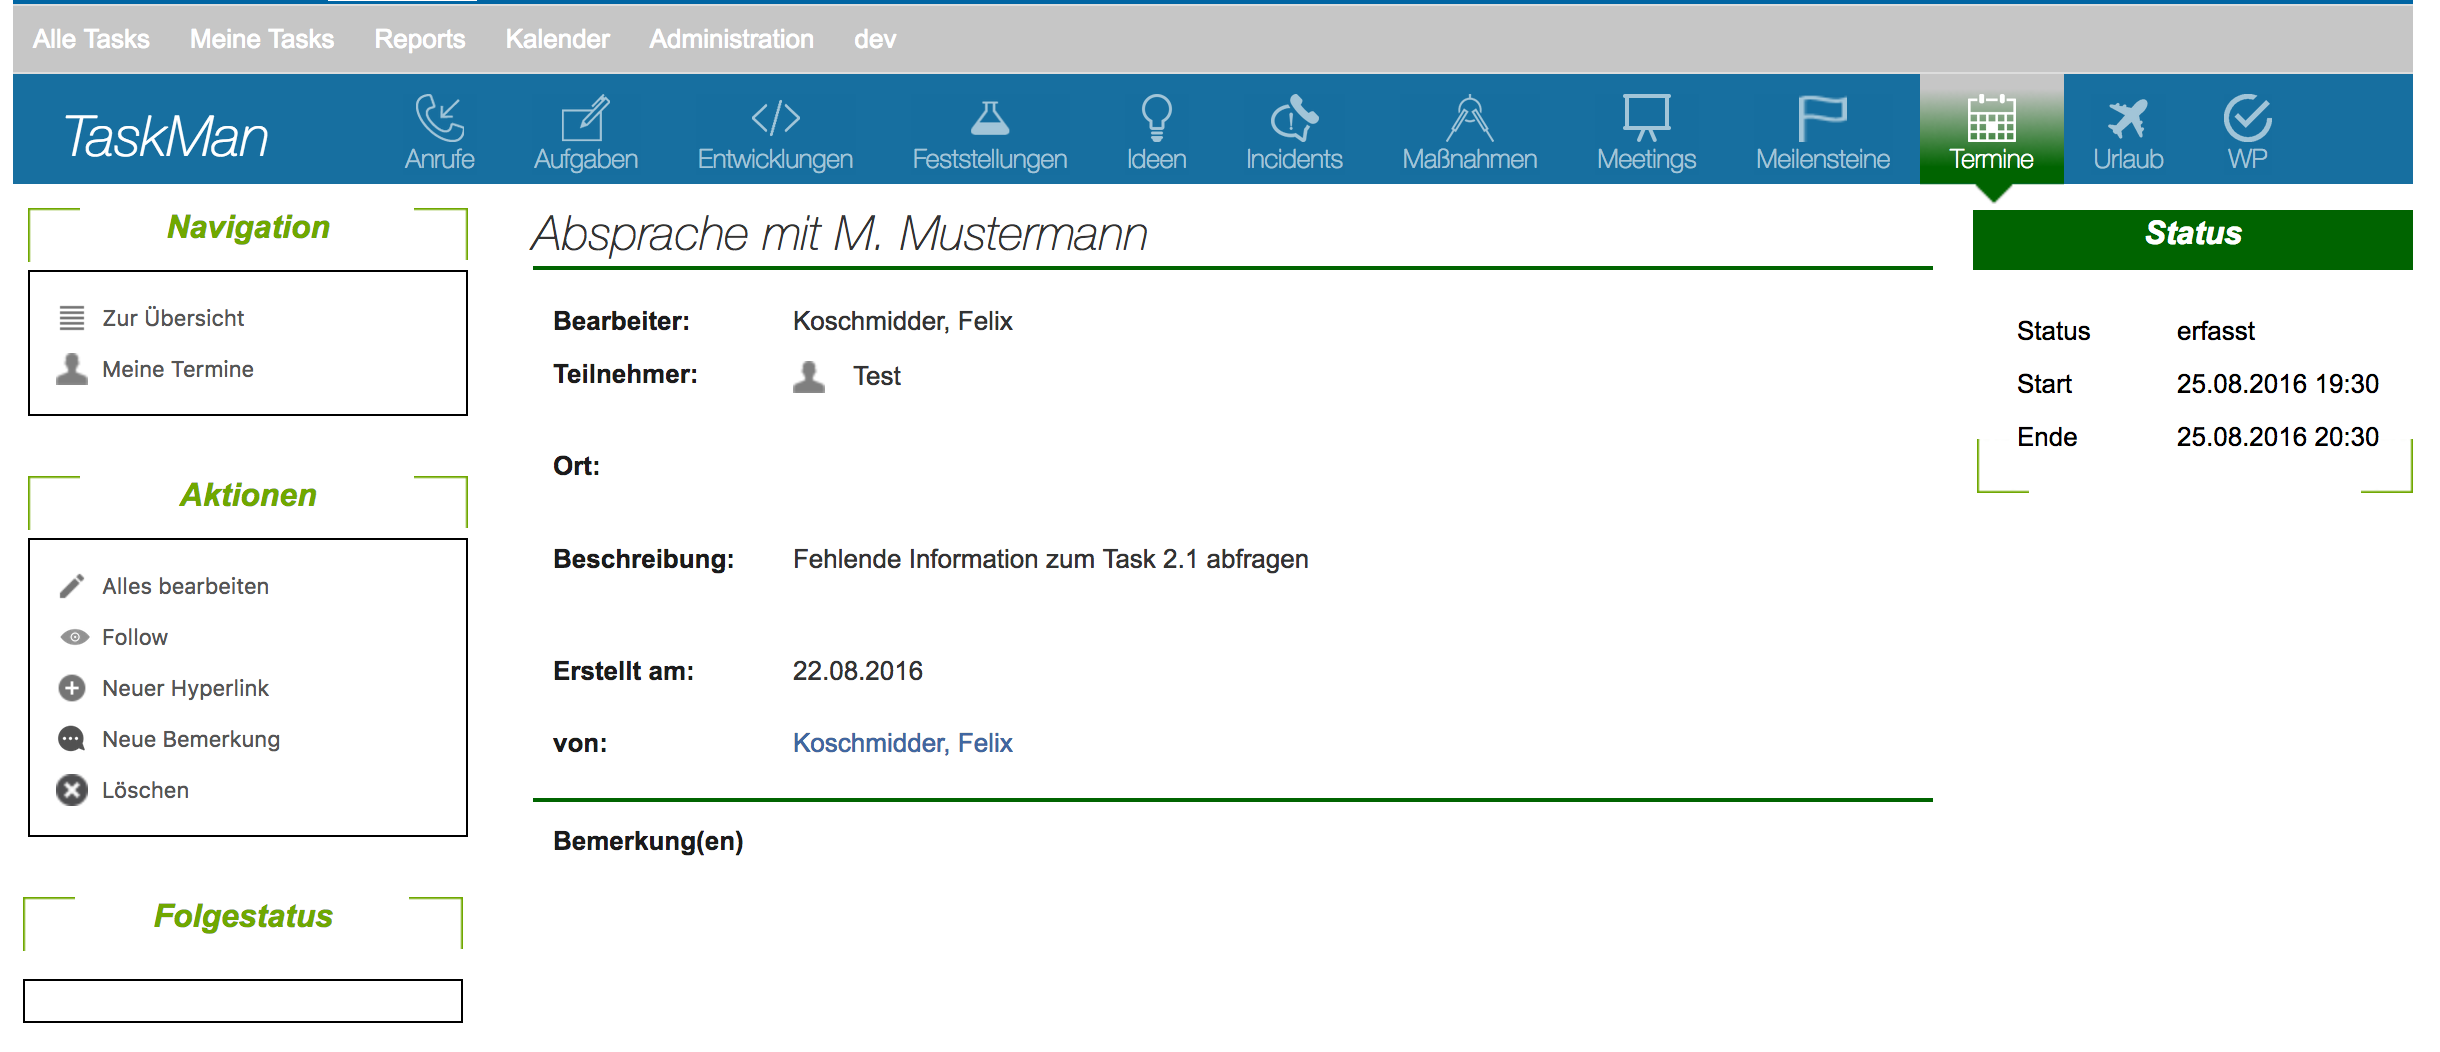 Alle Tasks Meine Tasks Reports Kalender Administration dev
TaskMan
Anrufe Aufgaben Entwicklungen Feststellungen Ideen Incidents Maßnahmen Meetings Meilensteine Termine Urlaub WP
Navigation
Zur Übersicht
Meine Termine
Aktionen
Alles bearbeiten
Follow
Neuer Hyperlink
Neue Bemerkung
Löschen
Folgestatus
Absprache mit M. Mustermann
Bearbeiter: Koschmidder, Felix
Teilnehmer: Test
Ort:
Beschreibung: Fehlende Information zum Task 2.1 abfragen
Erstellt am: 22.08.2016
von: Koschmidder, Felix
Bemerkung(en)
Status
Status erfasst
Start 25.08.2016 19:30
Ende 25.08.2016 20:30